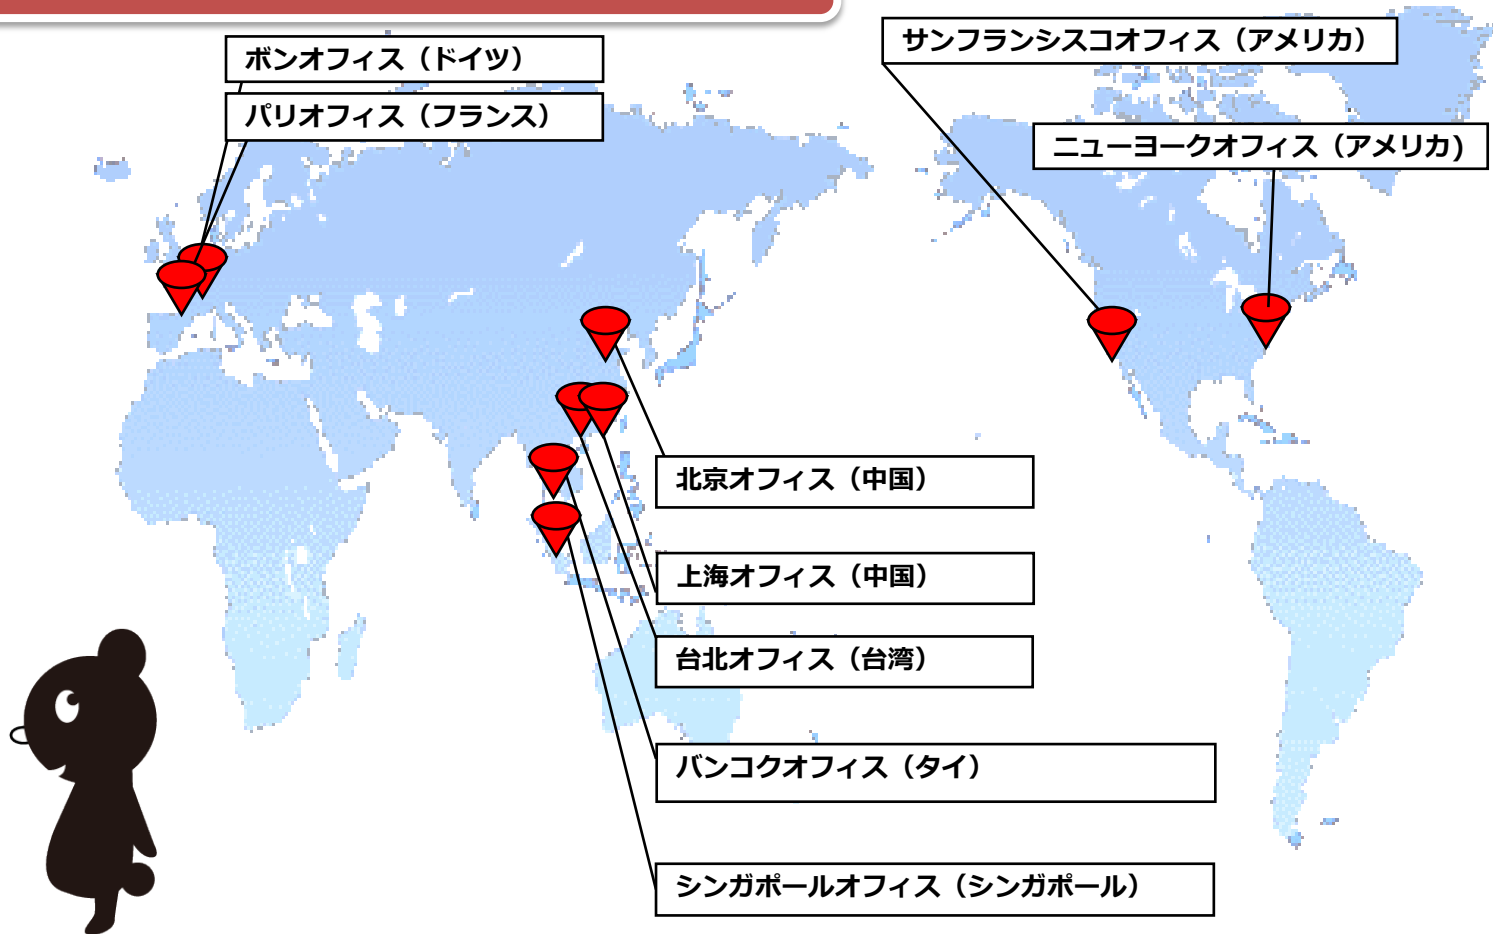 ボンオフィス（ドイツ）
パリオフィス（フランス）
サンフランシスコオフィス（アメリカ）
ニューヨークオフィス（アメリカ)
北京オフィス（中国）
上海オフィス（中国）
台北オフィス（台湾）
バンコクオフィス（タイ）
シンガポールオフィス（シンガポール）